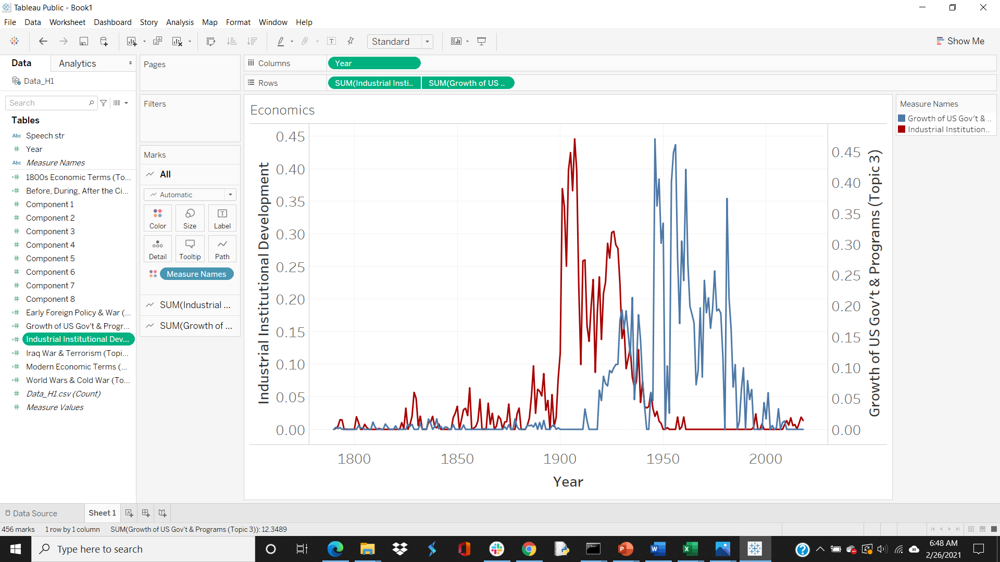 Tableau Public - Book1
File Data Worksheet Dashboard Story Analysis Map Format Window Help
Standard
Show Me
Data Analytics
Data_H1
Search
Tables
Abc Speech str
Year
Abc Measure Names
1800s Economic Terms (To...
Before, During, After the Ci...
Component 1
Component 2
Component 3
Component 4
Component 5
Component 6
Component 7
Component 8
Early Foreign Policy & War (...
Growth of US Gov't & Progr...
Industrial Institutional Dev...
Iraq War & Terrorism (Topi...
Modern Economic Terms (...
World Wars & Cold War (To...
Data_H1.csv (Count)
Measure Values
Pages
Filters
Marks
All
Automatic
Color Size Label
Detail Tooltip Path
Measure Names
SUM(Industrial ...
SUM(Growth of ...
Columns Year
Rows SUM(Industrial Insti.. SUM(Growth of US ..
Economics
Industrial Institutional Development
0.45
0.40
0.35
0.30
0.25
0.20
0.15
0.10
0.05
0.00
0.45
0.40
0.35
0.30
0.25
0.20
0.15
0.10
0.05
0.00
Growth of US Gov't & Programs (Topic 3)
1800 1850 1900 1950 2000
Year
Measure Names
Growth of US Gov't & ..
Industrial Institution..
Data Source Sheet 1
456 marks 1 row by 1 column SUM(Growth of US Gov't & Programs (Topic 3)): 12.3489
Type here to search
6:48 AM
2/26/2021